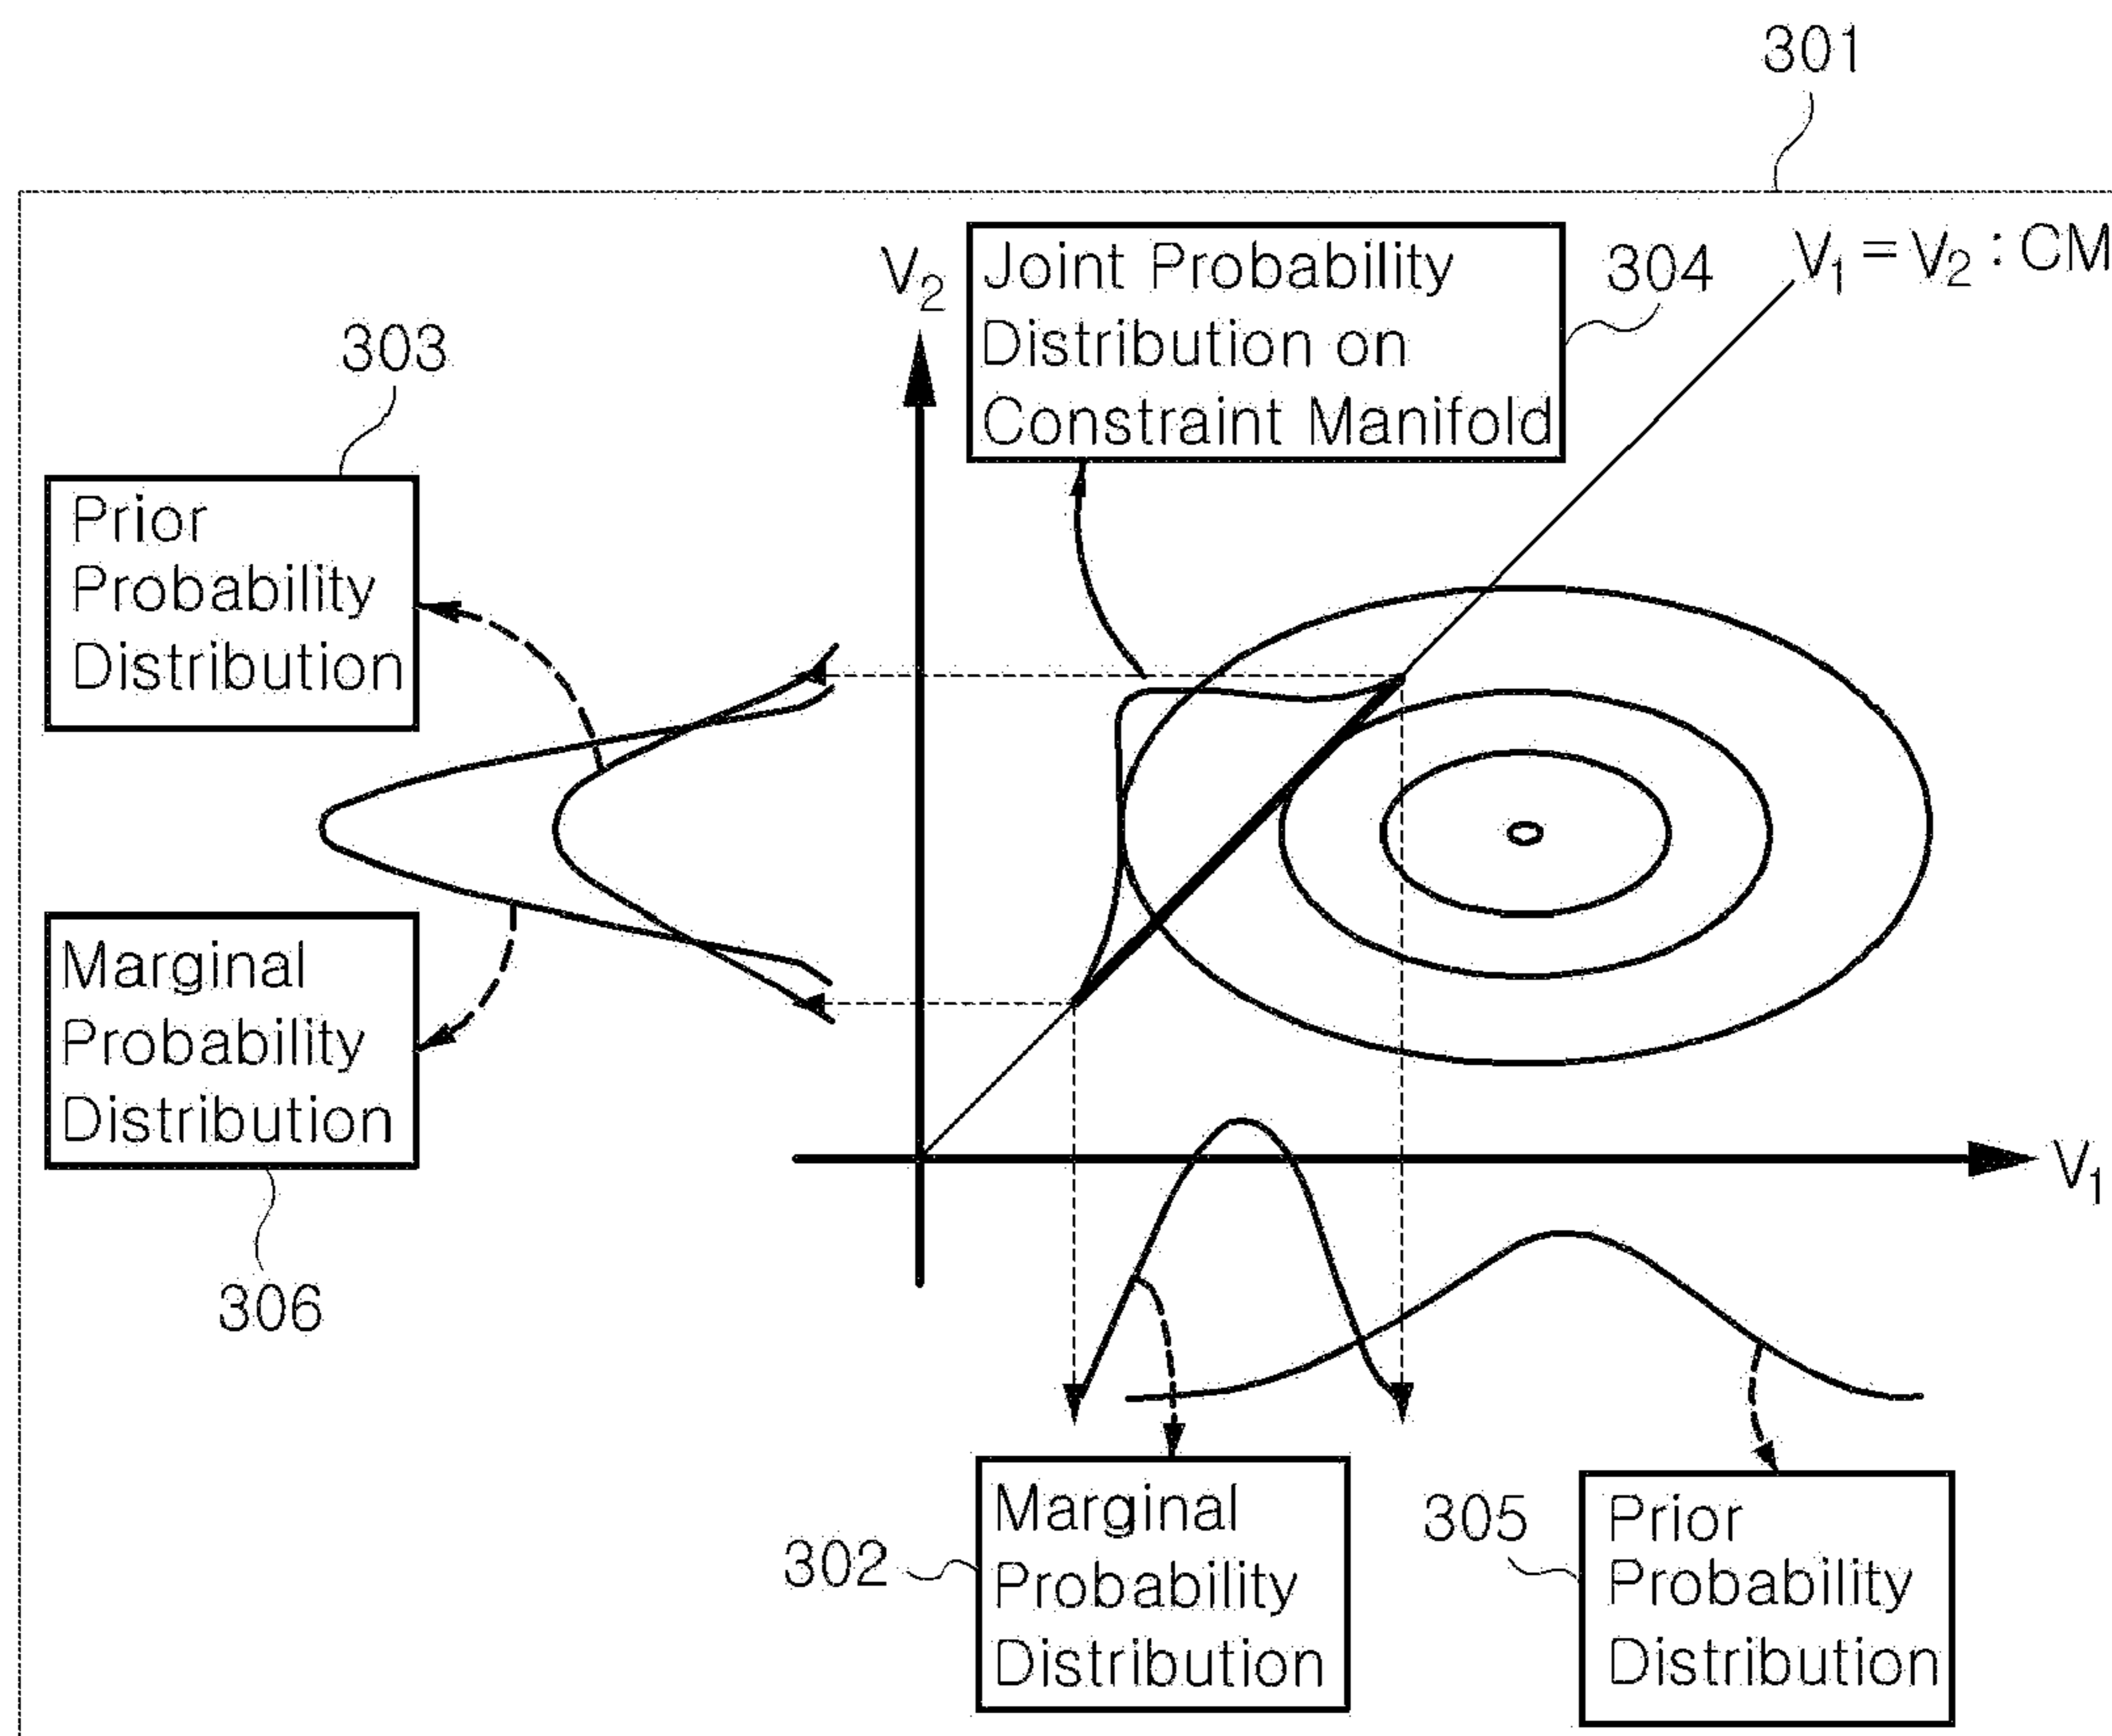 301
V₁ = V₂ : CM
V₂
Joint Probability
Distribution on
Constraint Manifold
304
303
Prior
Probability
Distribution
Marginal
Probability
Distribution
306
V₁
302
Marginal
Probability
Distribution
305
Prior
Probability
Distribution